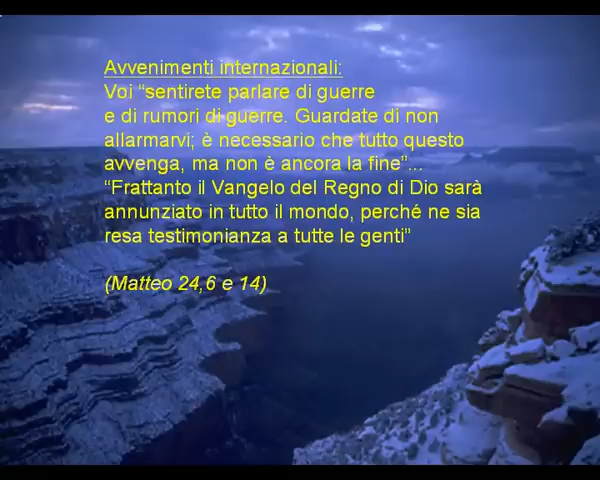 Avvenimenti internazionali:
Voi “sentirete parlare di guerre
e di rumori di guerre. Guardate di non
allarmarvi; è necessario che tutto questo
avvenga, ma non è ancora la fine”...
“Frattanto il Vangelo del Regno di Dio sarà
annunziato in tutto il mondo, perché ne sia
resa testimonianza a tutte le genti”
(Matteo 24,6 e 14)